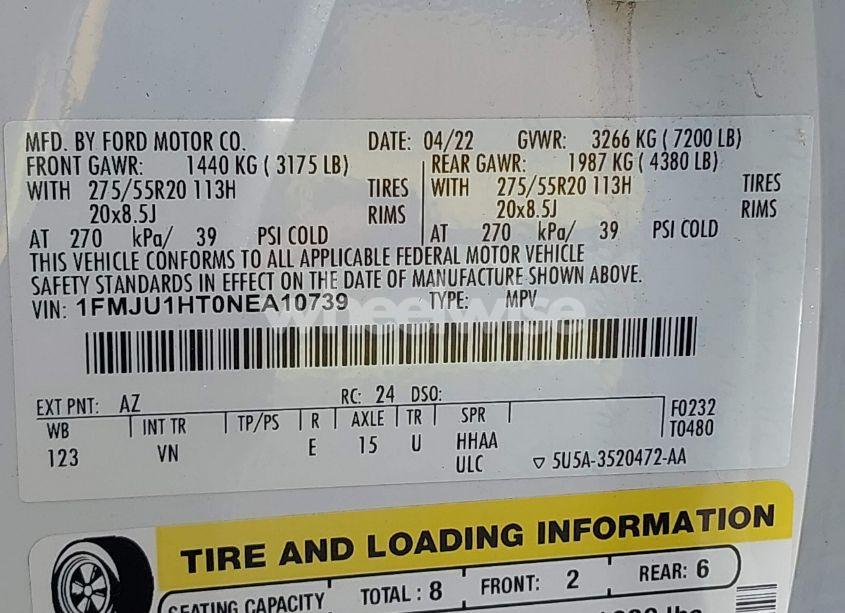 MFD. BY FORD MOTOR CO. DATE: 04/22 GVWR: 3266 KG ( 7200 LB)
FRONT GAWR: 1440 KG ( 3175 LB) REAR GAWR: 1987 KG ( 4380 LB)
WITH 275/55R20 113H TIRES WITH 275/55R20 113H TIRES
20x8.5J RIMS 20x8.5J RIMS
AT 270 kPa/ 39 PSI COLD AT 270 kPa/ 39 PSI COLD
THIS VEHICLE CONFORMS TO ALL APPLICABLE FEDERAL MOTOR VEHICLE
SAFETY STANDARDS IN EFFECT ON THE DATE OF MANUFACTURE SHOWN ABOVE.
VIN: 1FMJU1HT0NEA10739 TYPE: MPV
wheelwise
EXT PNT: AZ RC: 24 DSO:
WB INT TR TP/PS R AXLE TR SPR F0232
123 VN E 15 U HHAA T0480
ULC 5U5A-3520472-AA
TIRE AND LOADING INFORMATION
SEATING CAPACITY TOTAL : 8 FRONT: 2 REAR: 6
lbs